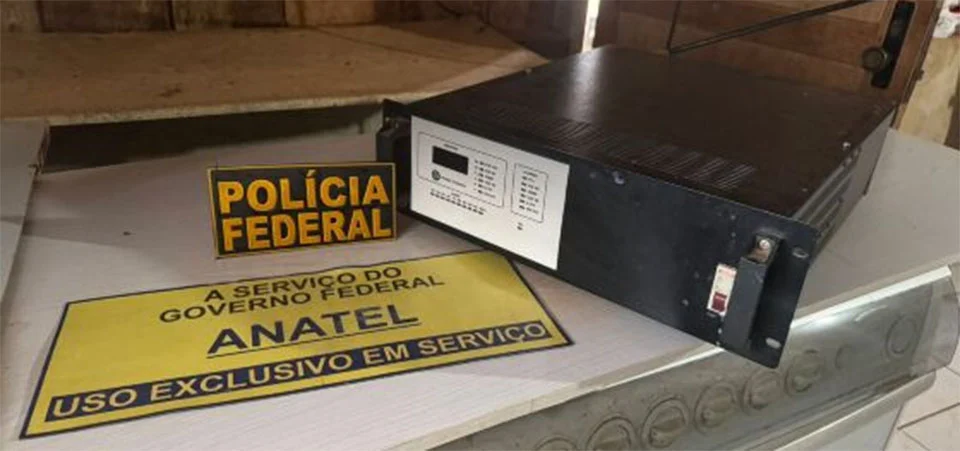 POLÍCIA
FEDERAL
A SERVIÇO DO
GOVERNO FEDERAL
ANATEL
USO EXCLUSIVO EM SERVIÇO